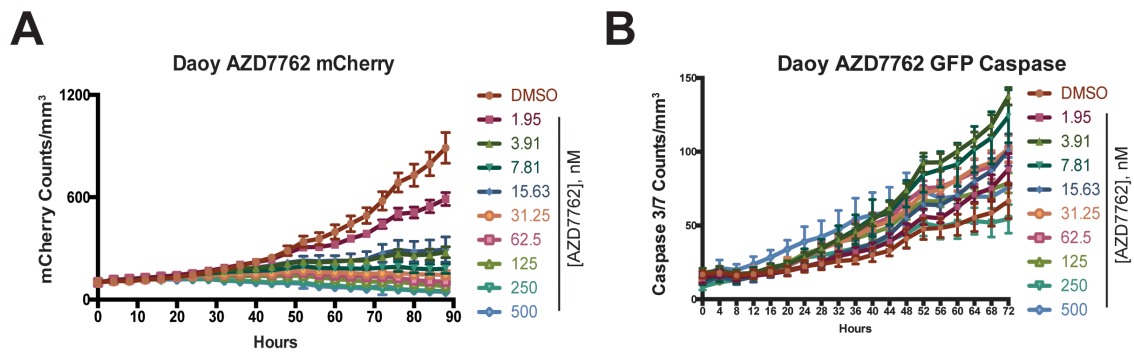 A
Daoy AZD7762 mCherry
mCherry Counts/mm³
1200
600
0
0 10 20 30 40 50 60 70 80 90
Hours
DMSO
1.95
3.91
7.81
15.63
31.25
62.5
125
250
500
[AZD7762], nM
B
Daoy AZD7762 GFP Caspase
Caspase 3/7 Counts/mm³
150
100
50
0
0 4 8 12 16 20 24 28 32 36 40 44 48 52 56 60 64 68 72
Hours
DMSO
1.95
3.91
7.81
15.63
31.25
62.5
125
250
500
[AZD7762], nM